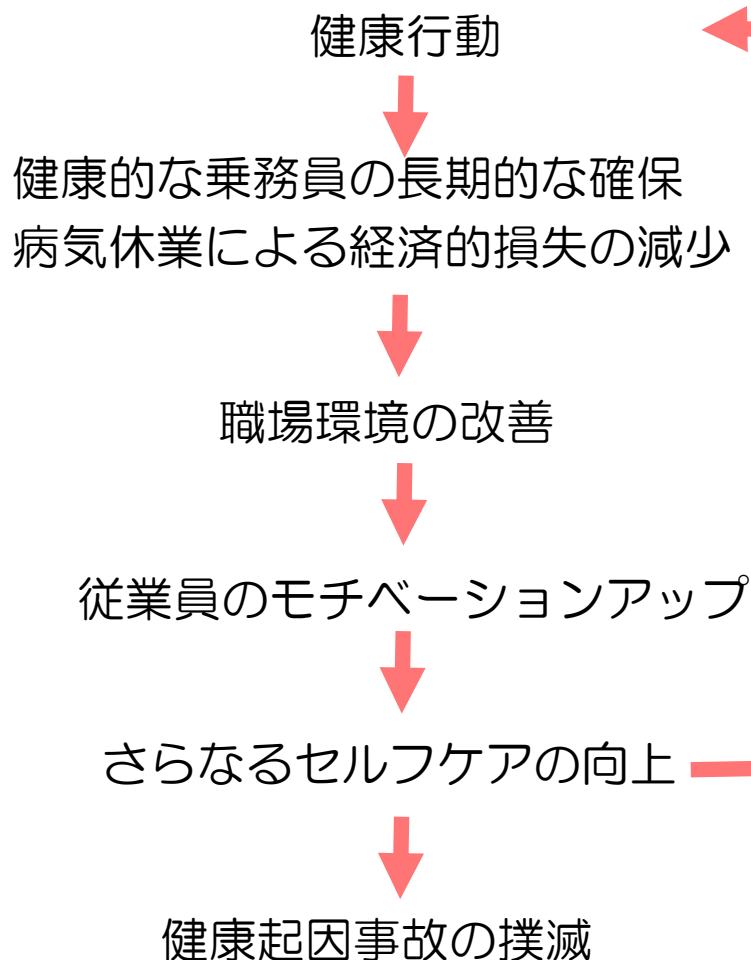 健康行動
健康的な乗務員の長期的な確保
病気休業による経済的損失の減少
職場環境の改善
従業員のモチベーションアップ
さらなるセルフケアの向上
健康起因事故の撲滅